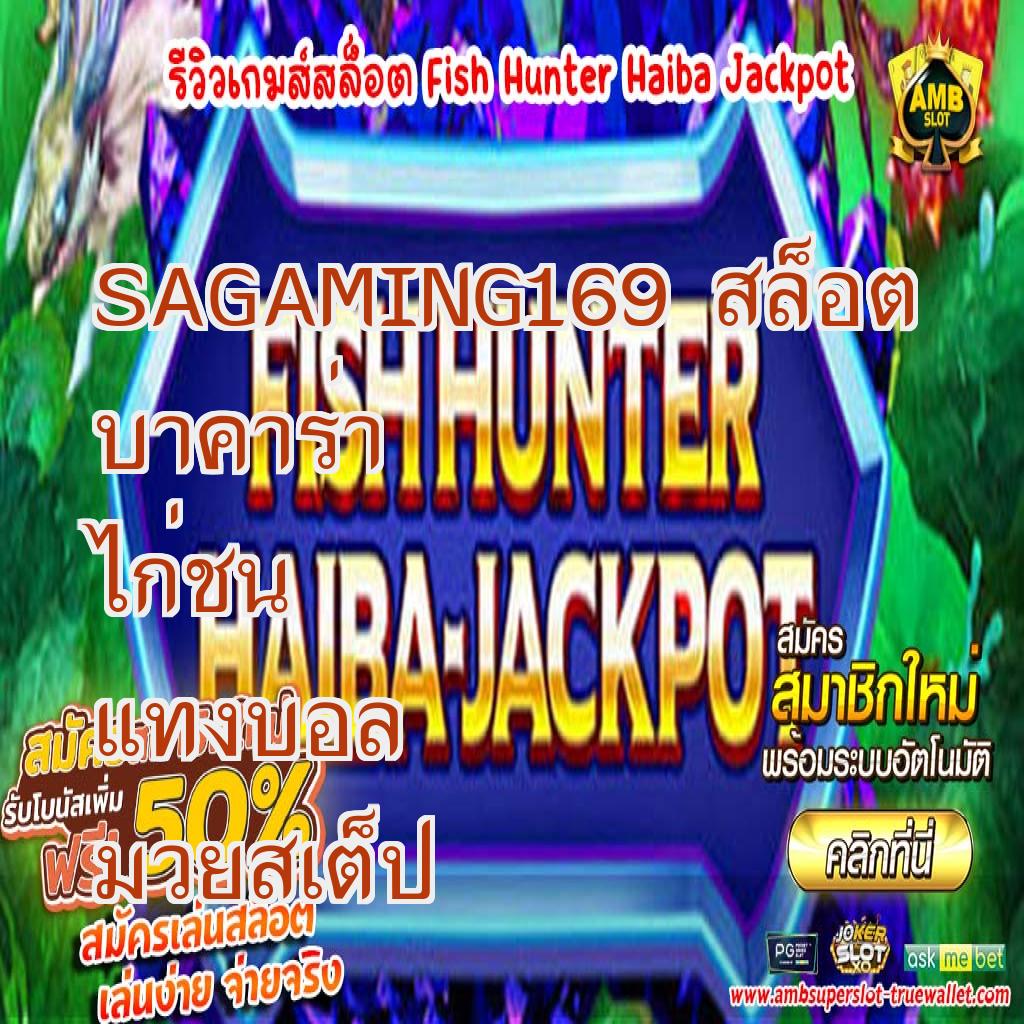 รีวิวเกมส์สล็อต Fish Hunter Haiba Jackpot
AMB
SLOT
SAGAMING169 สล็อต
FISH HUNTER
บาคาร่า
ไก่ชน
HAIBA-JACKPOT
แทงบอล
มวยสเต็ป
สมัคร
สมาชิกใหม่
พร้อมระบบอัตโนมัติ
คลิกที่นี่
รับโบนัสเพิ่ม
ฟรี 50%
สมัครเล่นสล็อต
เล่นง่าย จ่ายจริง
PG
JOKER
SLOT
XO
ask me bet
www.ambsuperslot-truewallet.com